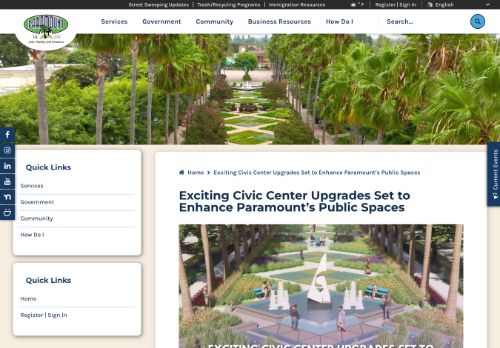 Street Sweeping Updates | Trash/Recycling Programs | Immigration Resources
° F | Register | Sign In | English
PARAMOUNT
Services Government Community Business Resources How Do I Search...
Current Events
Quick Links
Services
Government
Community
How Do I
Quick Links
Home
Register | Sign In
Home > Exciting Civic Center Upgrades Set to Enhance Paramount's Public Spaces
Exciting Civic Center Upgrades Set to
Enhance Paramount’s Public Spaces
EXCITING CIVIC CENTER UPGRADES SET TO